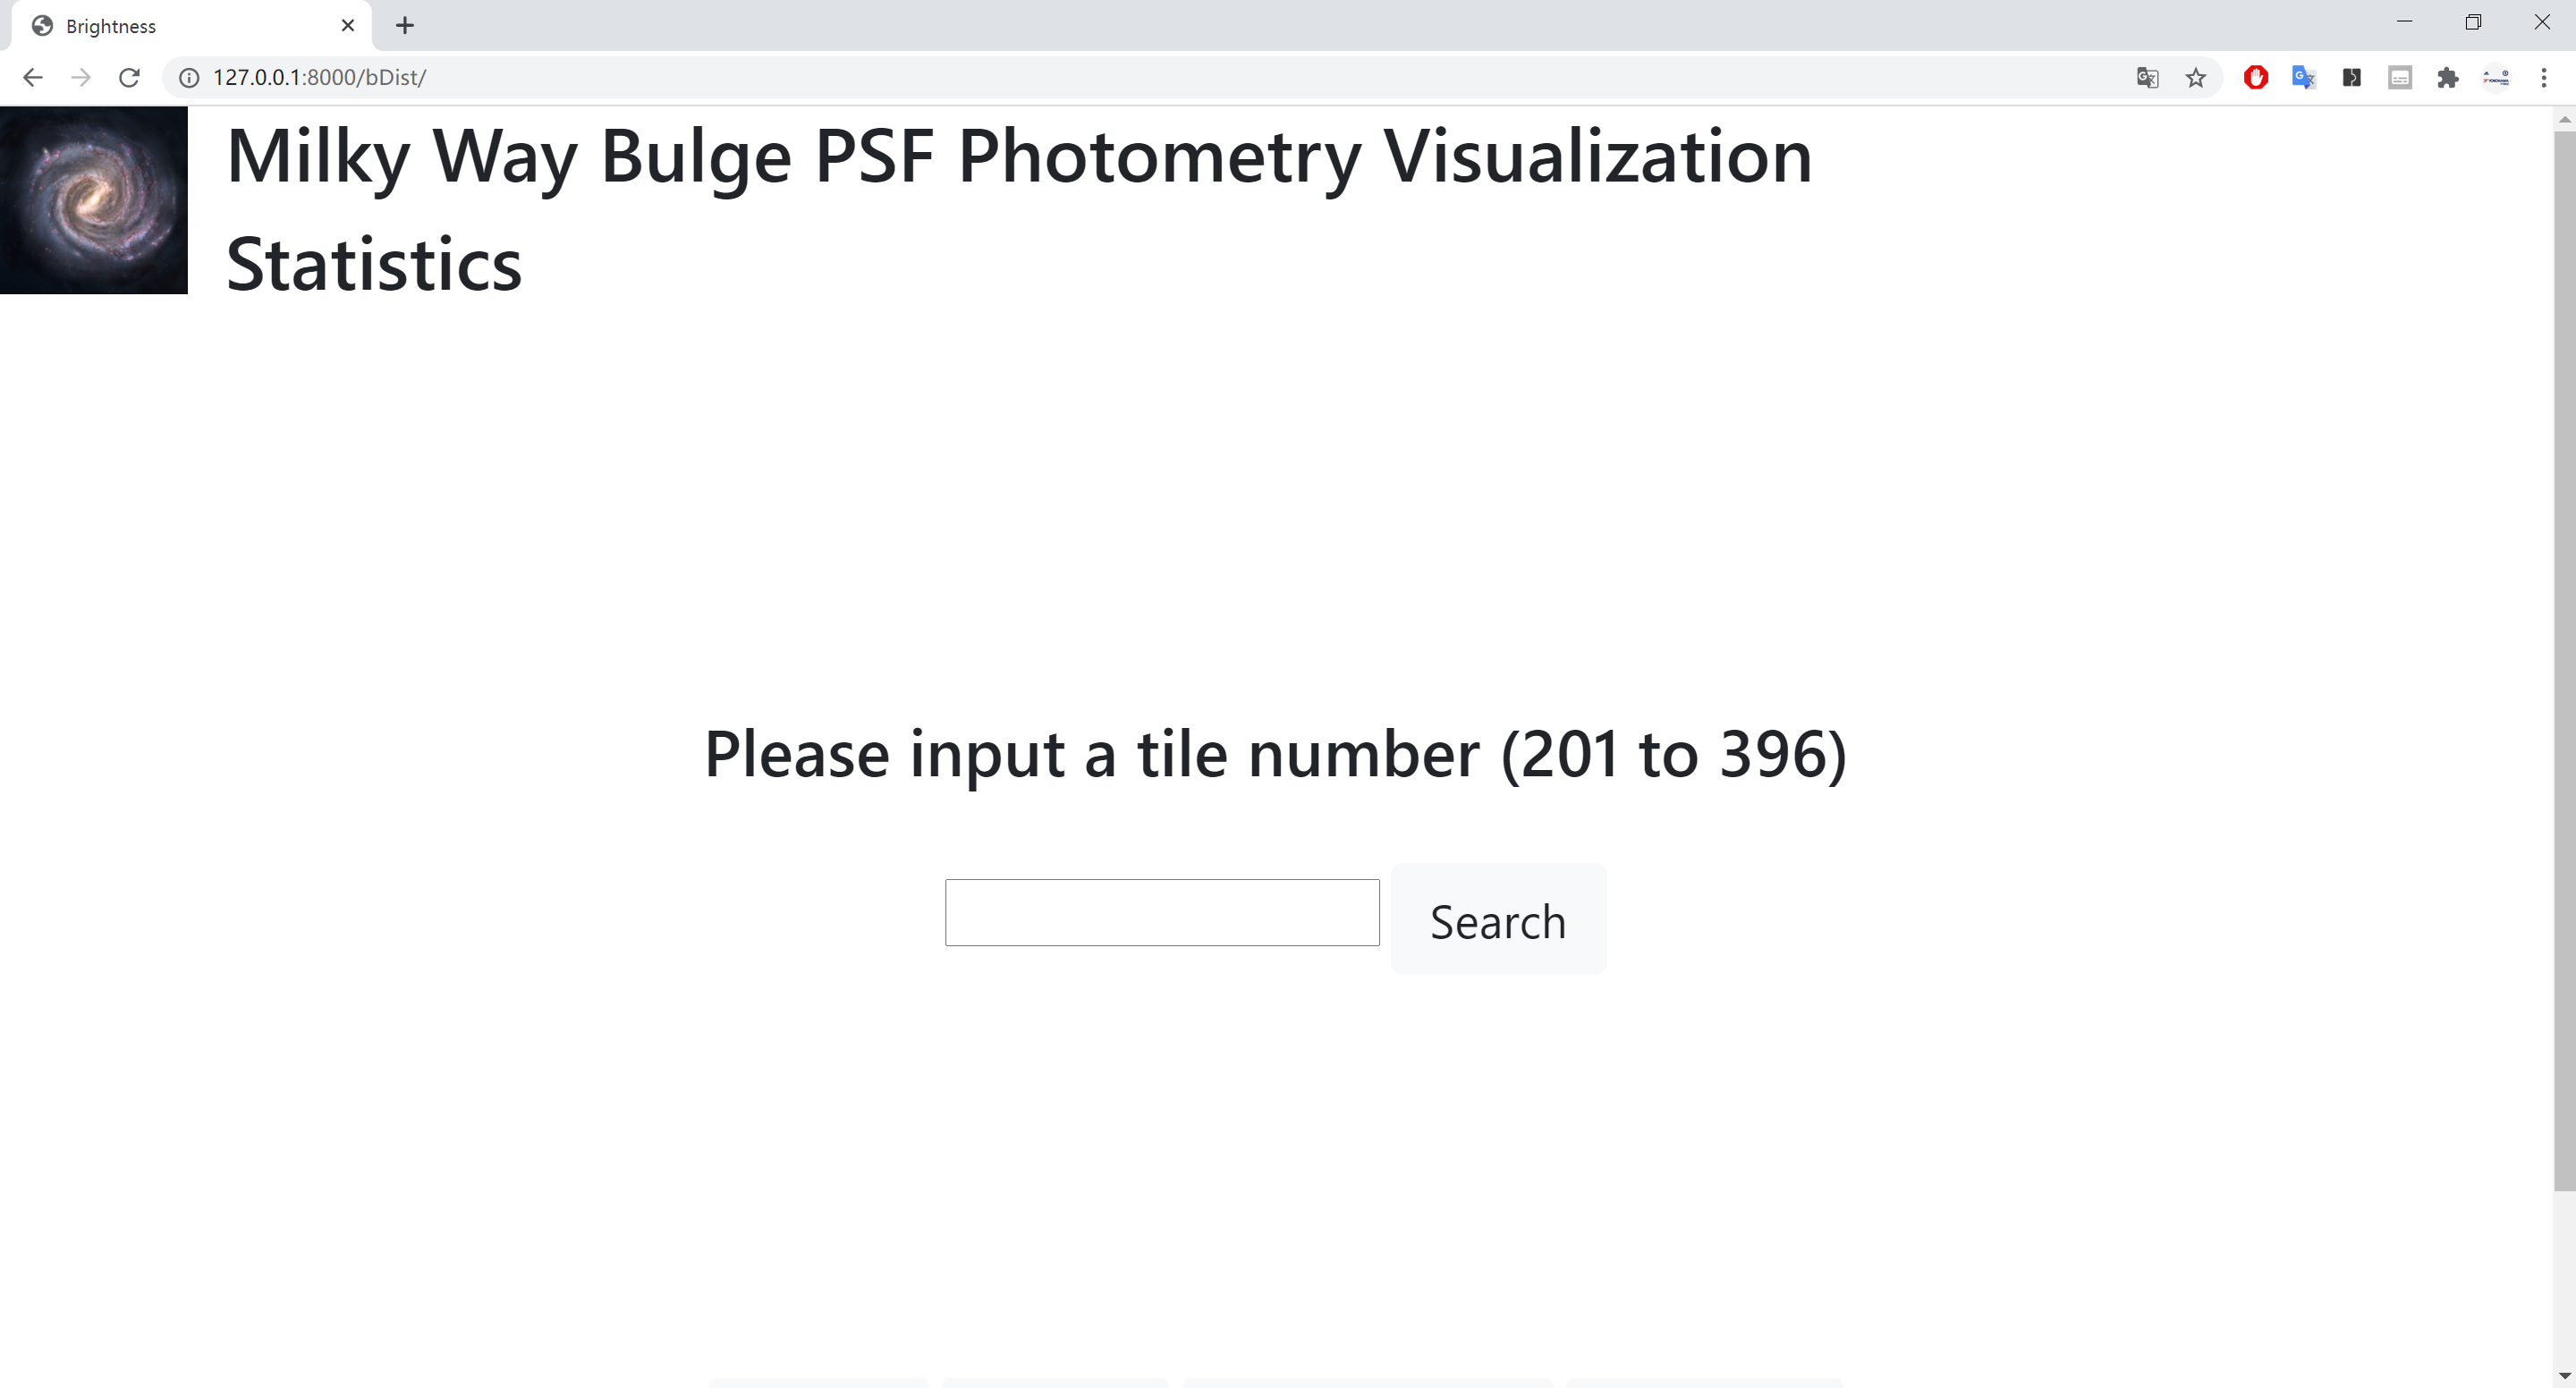 Brightness
127.0.0.1:8000/bDist/
Milky Way Bulge PSF Photometry Visualization
Statistics
Please input a tile number (201 to 396)
Search